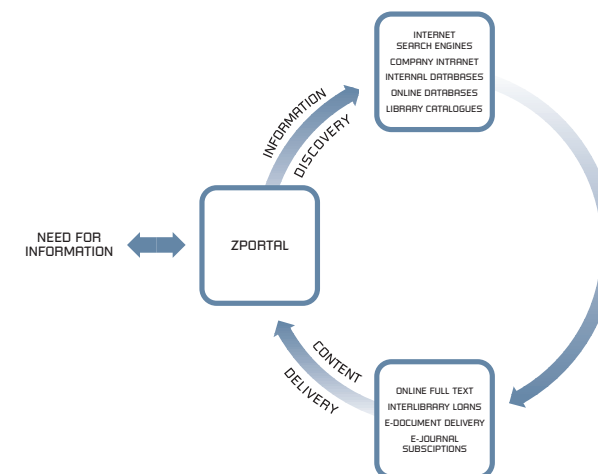 INTERNET
SEARCH ENGINES
COMPANY INTRANET
INTERNAL DATABASES
ONLINE DATABASES
LIBRARY CATALOGUES
INFORMATION
DISCOVERY
NEED FOR
INFORMATION
ZPORTAL
CONTENT
DELIVERY
ONLINE FULL TEXT
INTERLIBRARY LOANS
E-DOCUMENT DELIVERY
E-JOURNAL
SUBSCIPTIONS